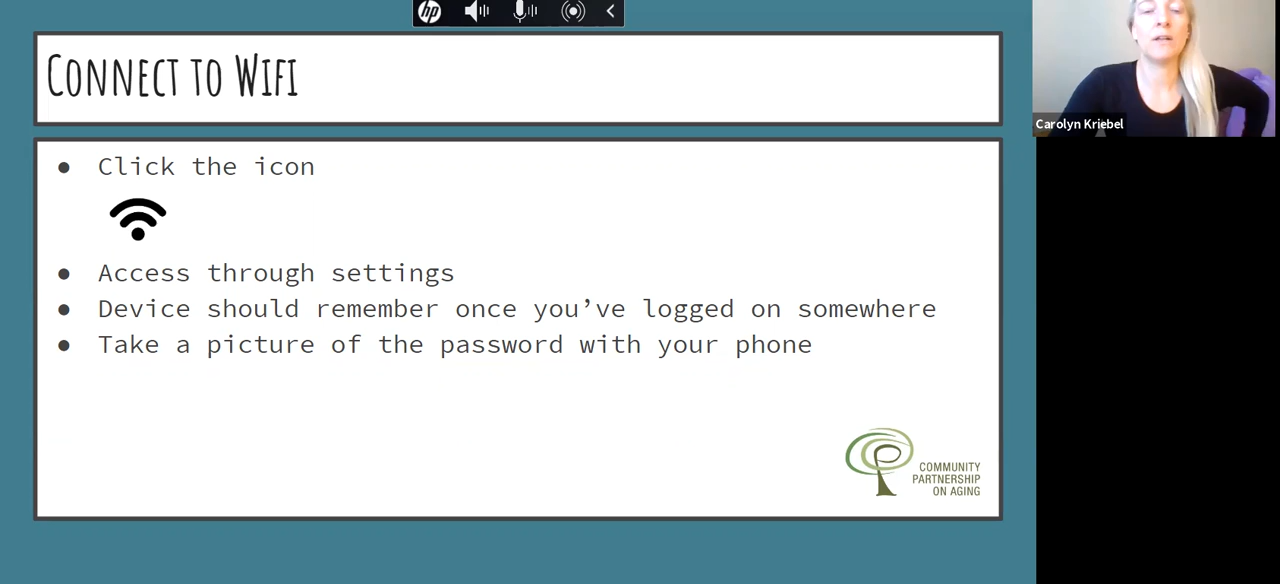 hp
Connect to Wifi
Carolyn Kriebel
● Click the icon
● Access through settings
● Device should remember once you’ve logged on somewhere
● Take a picture of the password with your phone
COMMUNITY
PARTNERSHIP
ON AGING